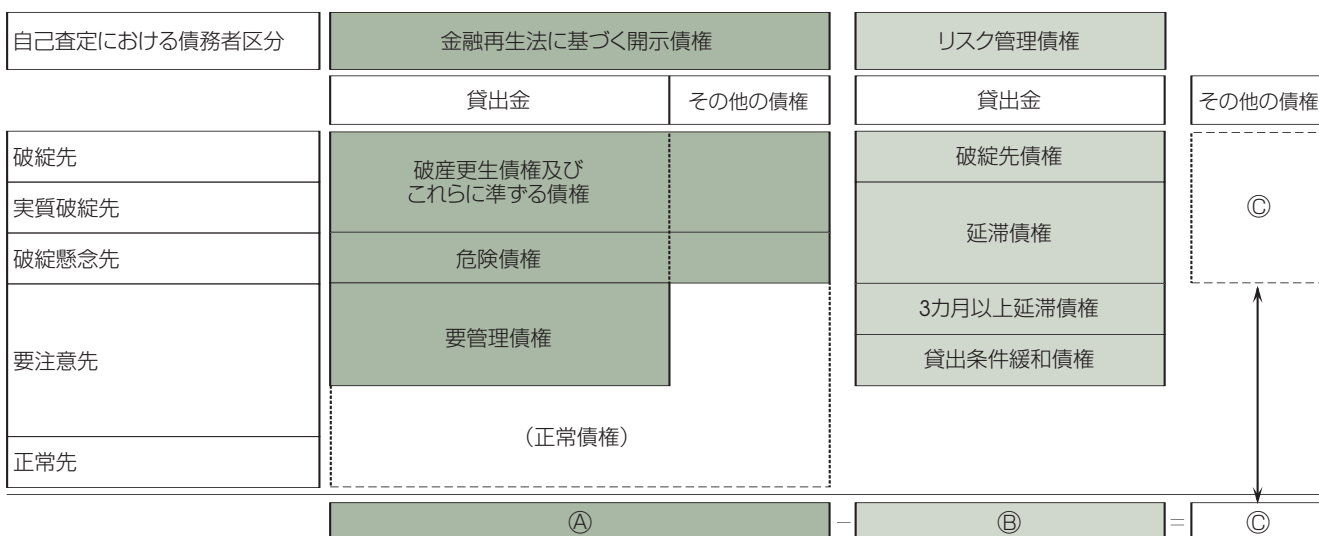 自己査定における債務者区分
金融再生法に基づく開示債権
リスク管理債権
貸出金
その他の債権
貸出金
その他の債権
破綻先
実質破綻先
破綻懸念先
要注意先
正常先
破産更生債権及び
これらに準ずる債権
危険債権
要管理債権
(正常債権)
破綻先債権
延滞債権
3カ月以上延滞債権
貸出条件緩和債権
Ⓒ
Ⓐ − Ⓑ = Ⓒ